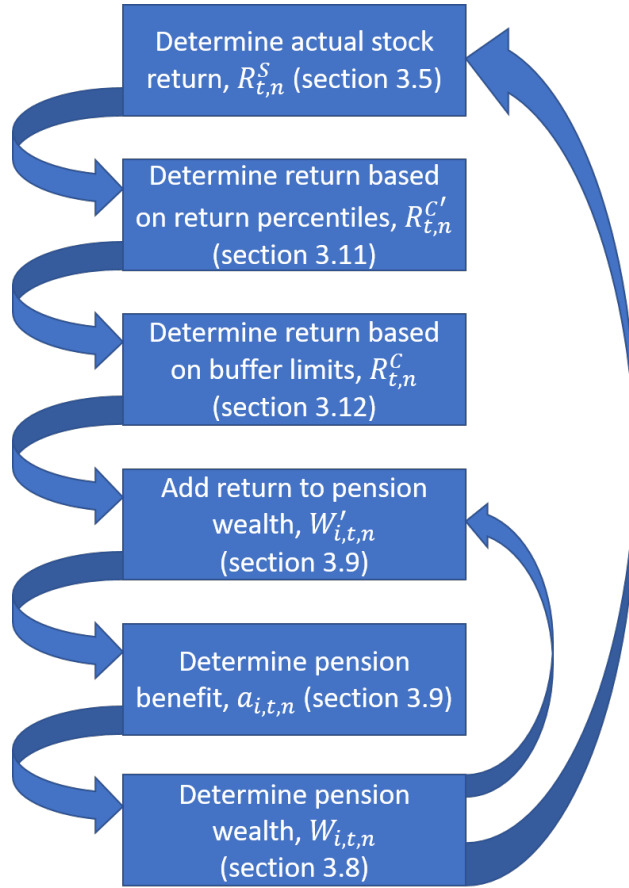 Determine actual stock
return, $R^{S}_{t,n}$ (section 3.5)
Determine return based
on return percentiles, $R^{C'}_{t,n}$
(section 3.11)
Determine return based
on buffer limits, $R^{C}_{t,n}$
(section 3.12)
Add return to pension
wealth, $W'_{i,t,n}$
(section 3.9)
Determine pension
benefit, $a_{i,t,n}$ (section 3.9)
Determine pension
wealth, $W_{i,t,n}$
(section 3.8)